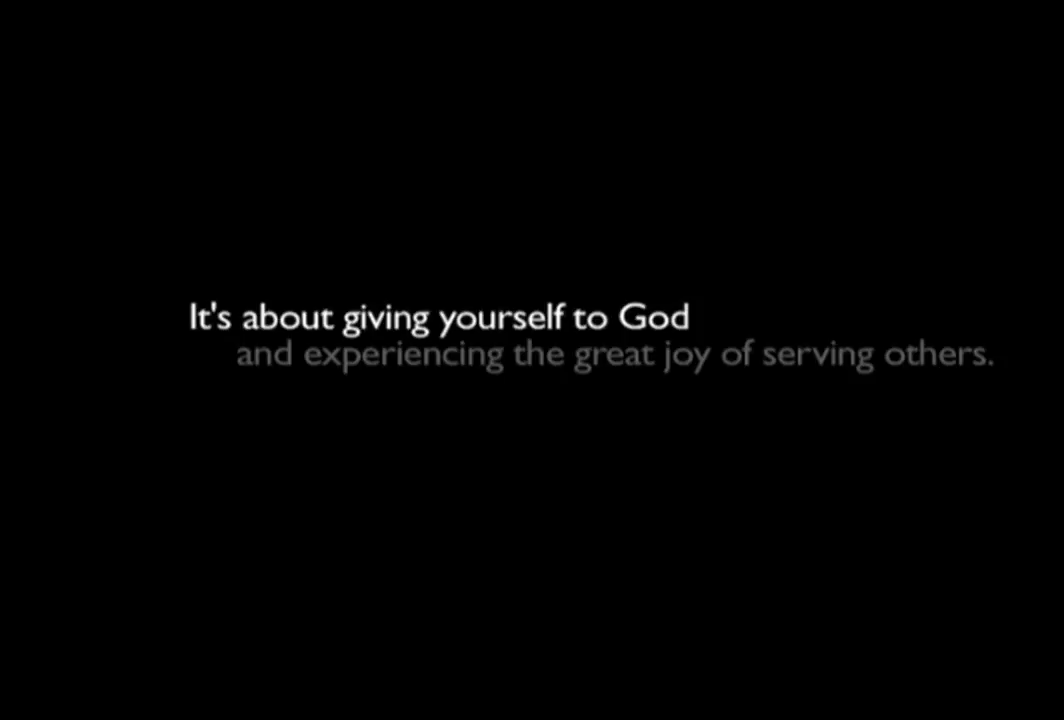 It's about giving yourself to God
and experiencing the great joy of serving others.